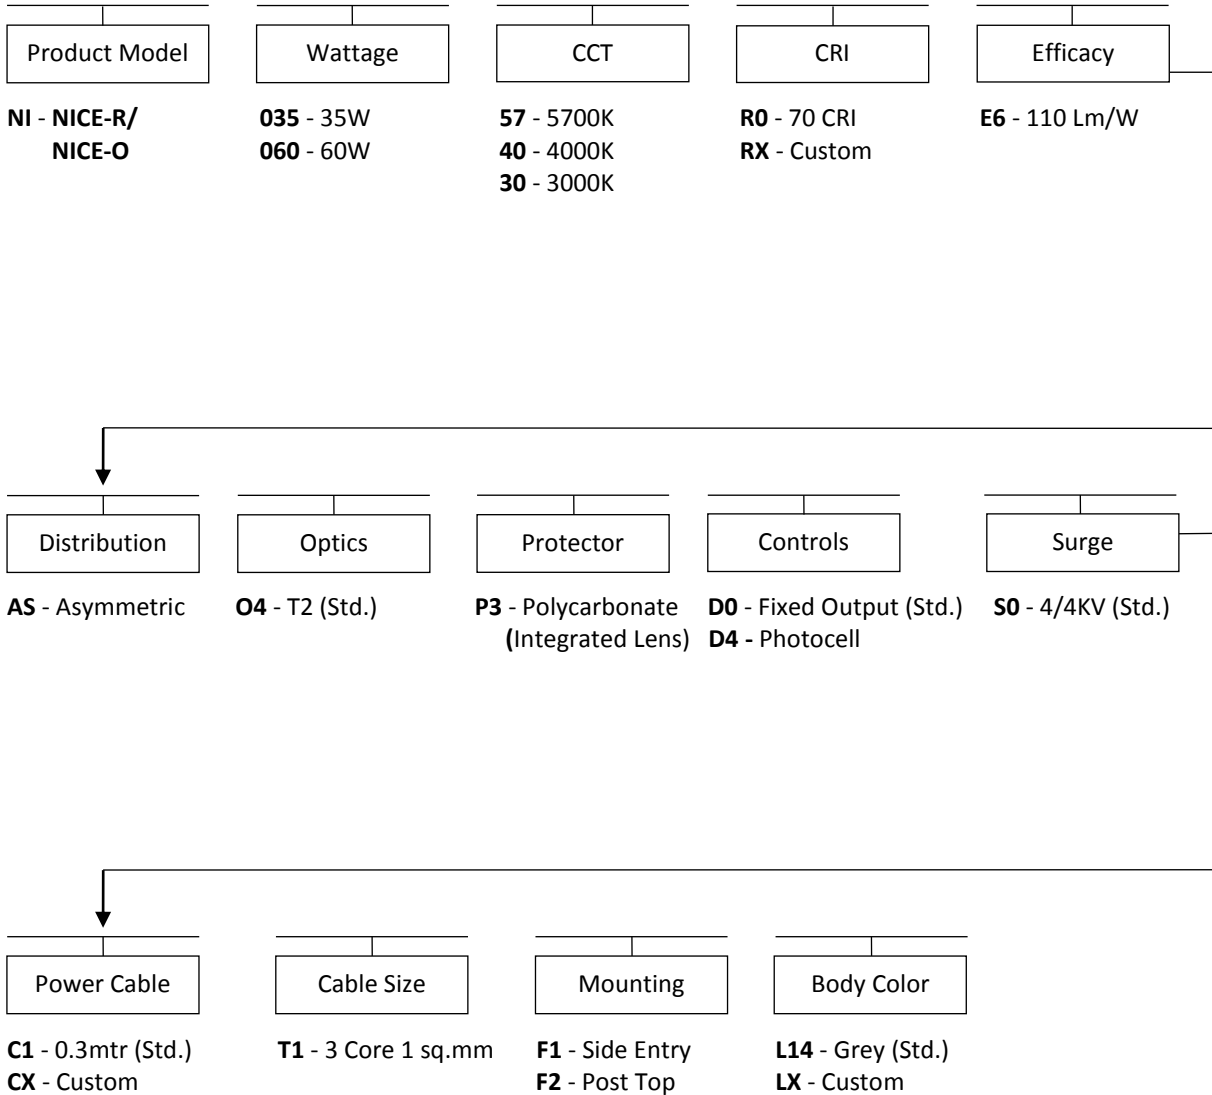 Product Model
Wattage
CCT
CRI
Efficacy
NI - NICE-R/
NICE-O
035 - 35W
060 - 60W
57 - 5700K
40 - 4000K
30 - 3000K
R0 - 70 CRI
RX - Custom
E6 - 110 Lm/W
Distribution
Optics
Protector
Controls
Surge
AS - Asymmetric
O4 - T2 (Std.)
P3 - Polycarbonate
(Integrated Lens)
D0 - Fixed Output (Std.)
D4 - Photocell
S0 - 4/4KV (Std.)
Power Cable
Cable Size
Mounting
Body Color
C1 - 0.3mtr (Std.)
CX - Custom
T1 - 3 Core 1 sq.mm
F1 - Side Entry
F2 - Post Top
L14 - Grey (Std.)
LX - Custom